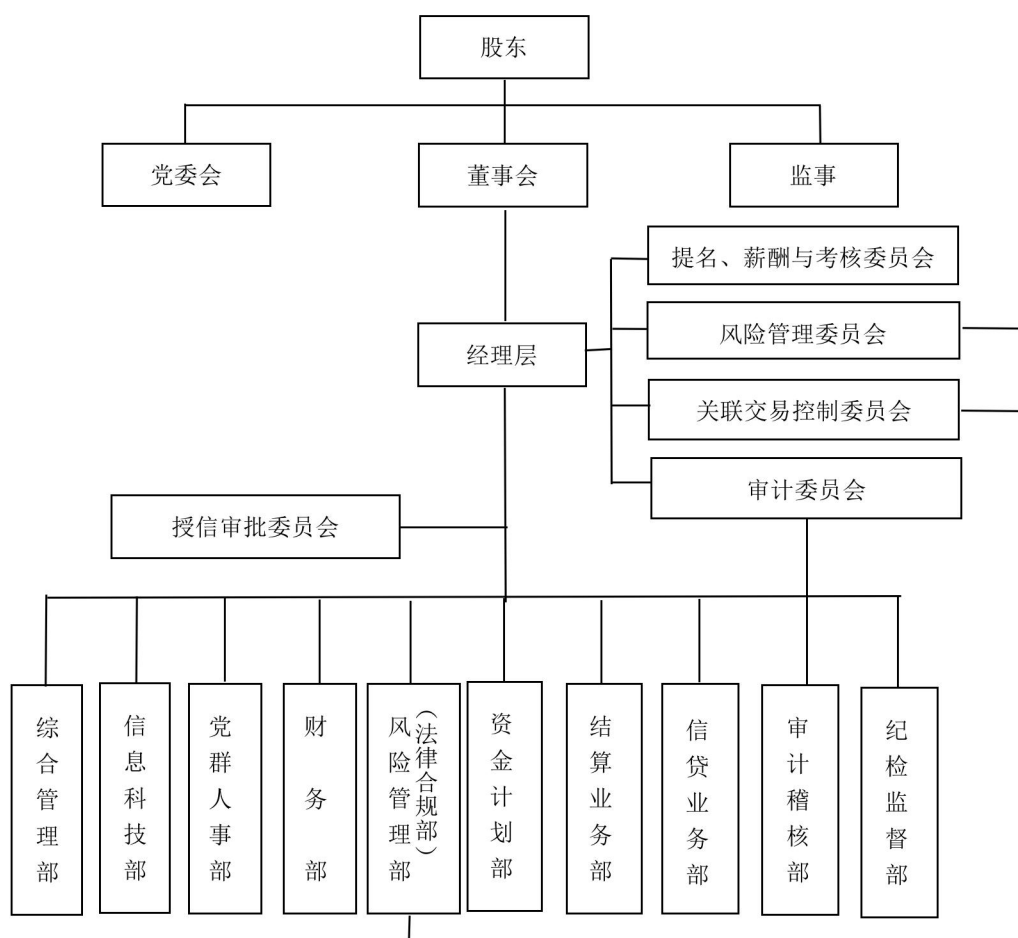 股东
党委会
董事会
监事
提名、薪酬与考核委员会
风险管理委员会
经理层
关联交易控制委员会
审计委员会
授信审批委员会
综合管理部
信息科技部
党群人事部
财务部
风险管理部
（法律合规部）
资金计划部
结算业务部
信贷业务部
审计稽核部
纪检监督部